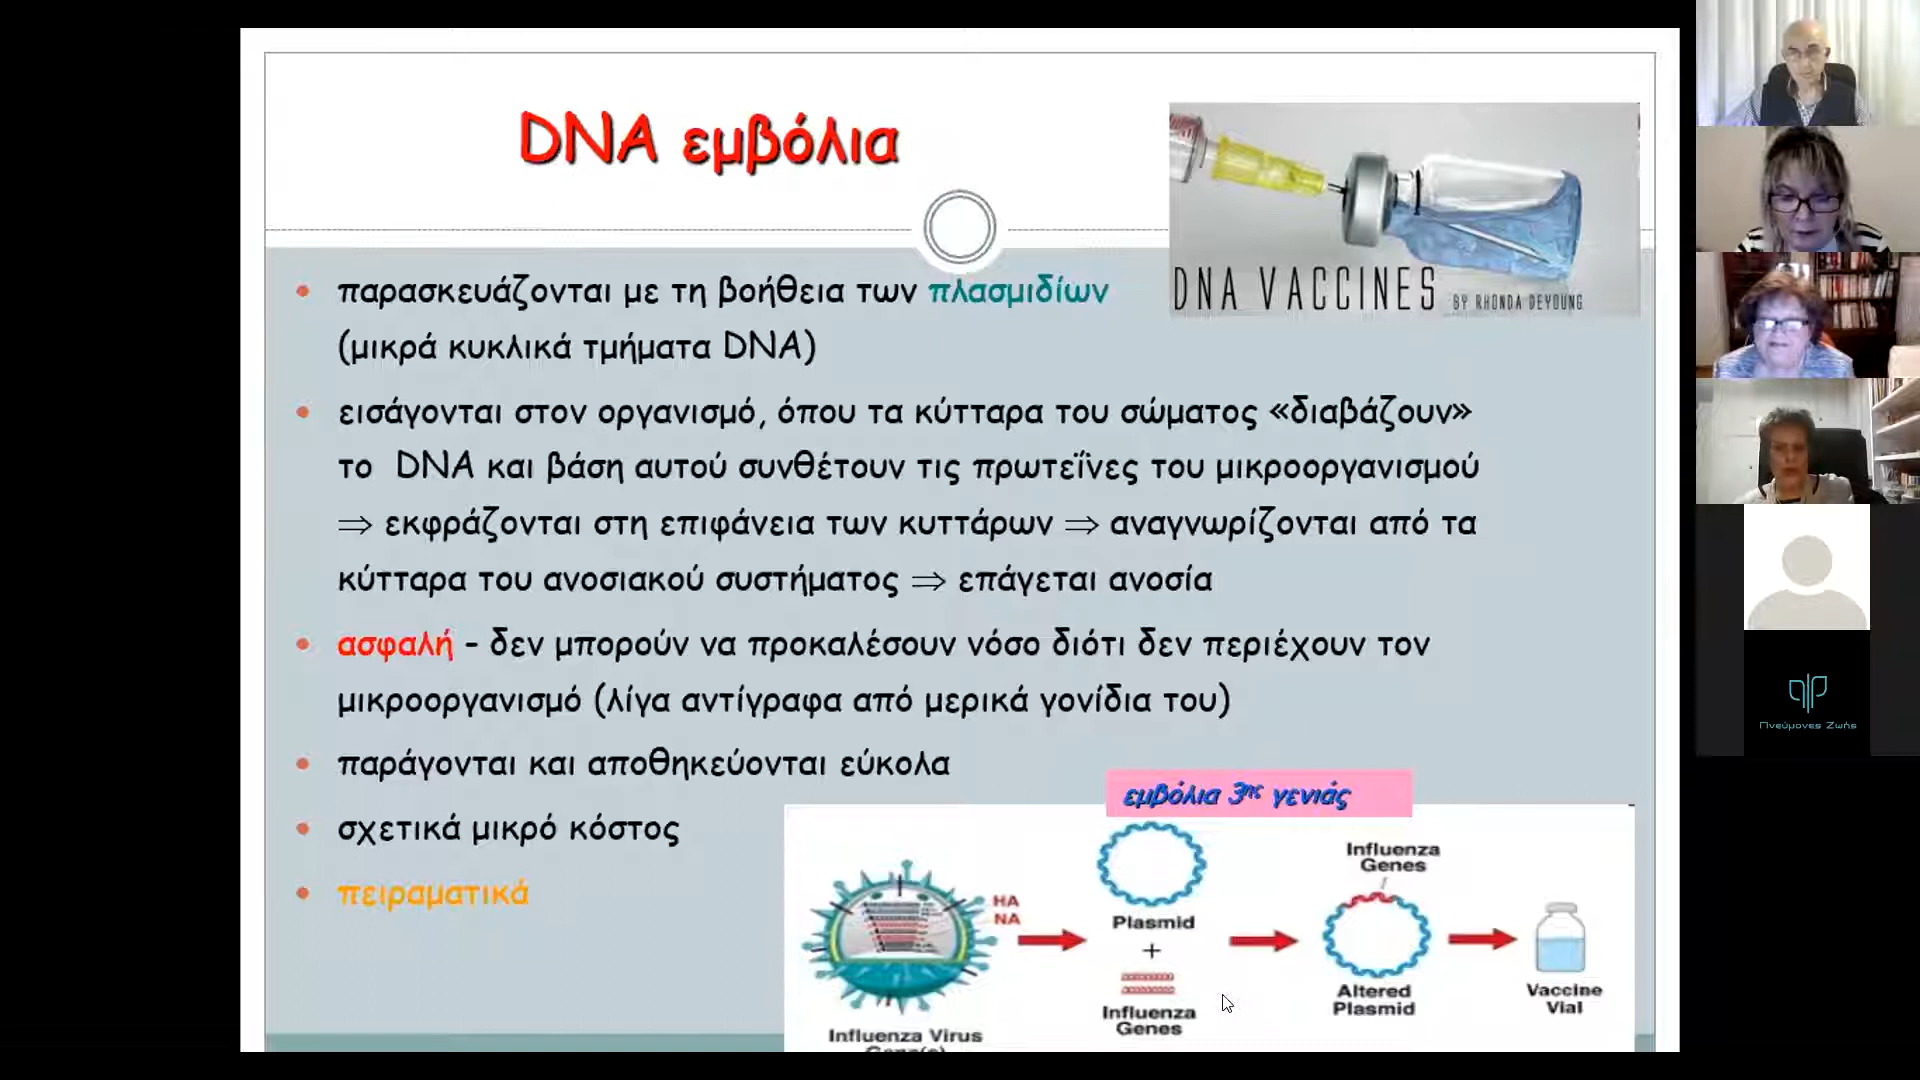 DNA εμβόλια
DNA VACCINES BY RHONDA DEYOUNG
• παρασκευάζονται με τη βοήθεια των πλασμιδίων
(μικρά κυκλικά τμήματα DNA)
• εισάγονται στον οργανισμό, όπου τα κύτταρα του σώματος «διαβάζουν»
το DNA και βάση αυτού συνθέτουν τις πρωτεΐνες του μικροοργανισμού
⇒ εκφράζονται στη επιφάνεια των κυττάρων ⇒ αναγνωρίζονται από τα
κύτταρα του ανοσιακού συστήματος ⇒ επάγεται ανοσία
• ασφαλή - δεν μπορούν να προκαλέσουν νόσο διότι δεν περιέχουν τον
μικροοργανισμό (λίγα αντίγραφα από μερικά γονίδια του)
• παράγονται και αποθηκεύονται εύκολα
• σχετικά μικρό κόστος
• πειραματικά
εμβόλια 3ης γενιάς
HA
NA
Influenza Virus
Plasmid
+
Influenza
Genes
Influenza
Genes
Altered
Plasmid
Vaccine
Vial
Πνεύμονες Ζωής